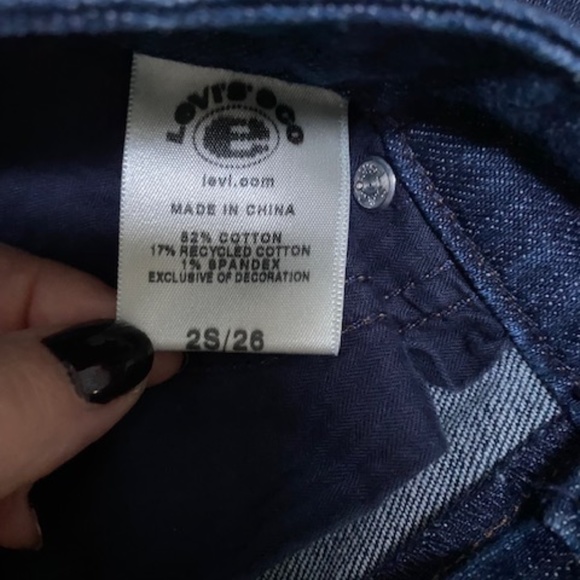 Levi's® eco
e
levi.com
MADE IN CHINA
82% COTTON
17% RECYCLED COTTON
1% SPANDEX
EXCLUSIVE OF DECORATION
2S/26